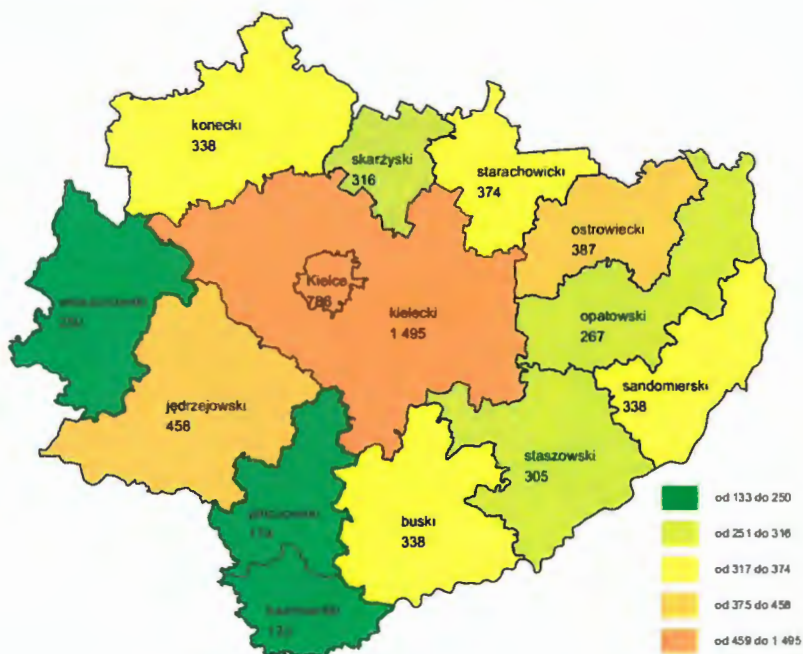 konecki
338
skarżyski
316
starachowicki
374
ostrowiecki
387
Kielce
786
kielecki
1 495
opatowski
267
sandomierski
338
jędrzejowski
458
staszowski
305
buski
338
od 133 do 250
od 251 do 316
od 317 do 374
od 375 do 458
od 459 do 1 495